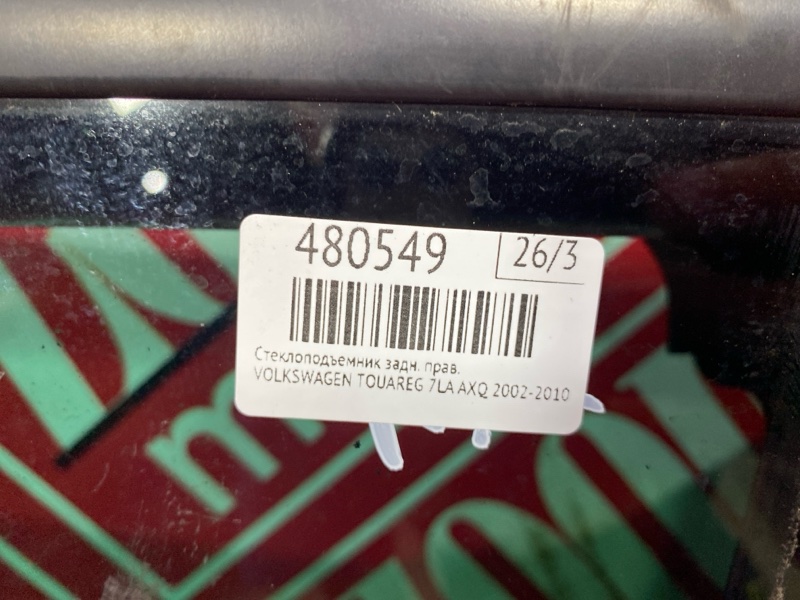 480549
26/3
Стеклоподъемник задн. прав.
VOLKSWAGEN TOUAREG 7LA AXQ 2002-2010